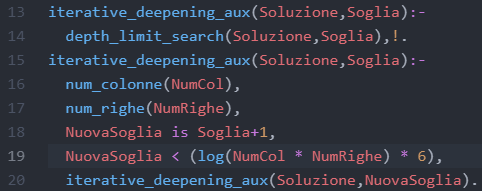 13 iterative_deepening_aux(Soluzione,Soglia):-
14 depth_limit_search(Soluzione,Soglia),!.
15 iterative_deepening_aux(Soluzione,Soglia):-
16 num_colonne(NumCol),
17 num_righe(NumRighe),
18 NuovaSoglia is Soglia+1,
19 NuovaSoglia < (log(NumCol * NumRighe) * 6),
20 iterative_deepening_aux(Soluzione,NuovaSoglia).